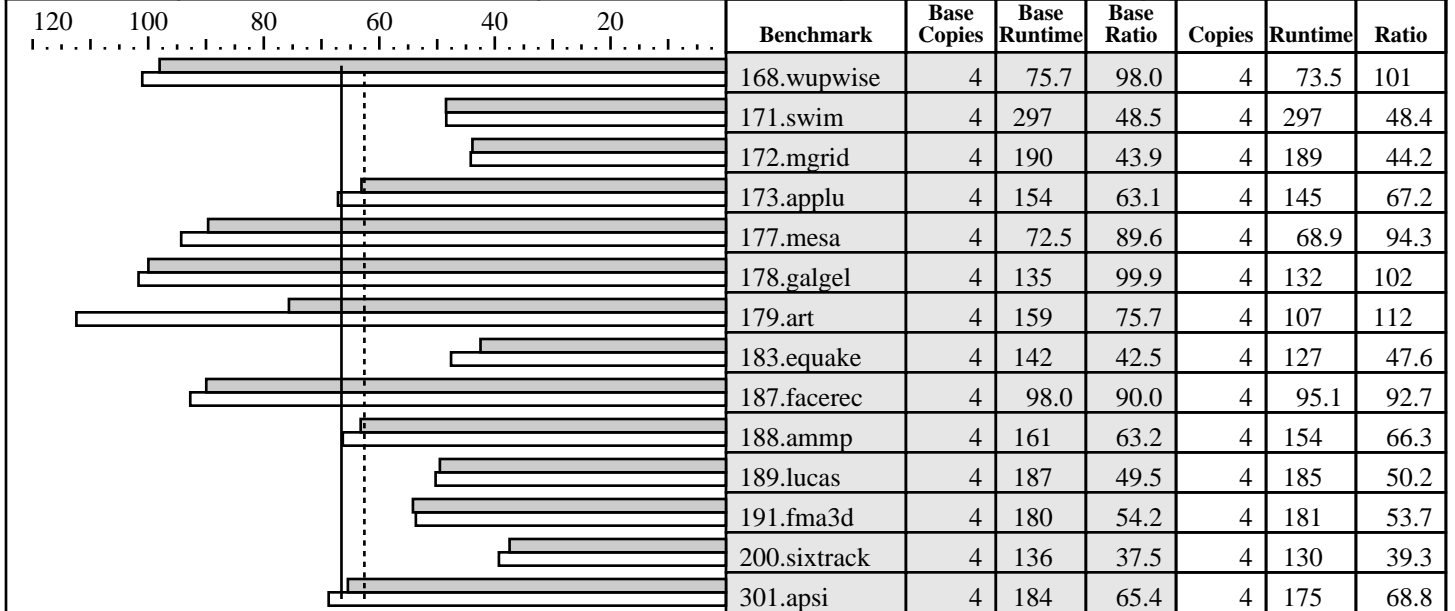 120 100 80 60 40 20
Benchmark Base Copies Base Runtime Base Ratio Copies Runtime Ratio
168.wupwise 4 75.7 98.0 4 73.5 101
171.swim 4 297 48.5 4 297 48.4
172.mgrid 4 190 43.9 4 189 44.2
173.applu 4 154 63.1 4 145 67.2
177.mesa 4 72.5 89.6 4 68.9 94.3
178.galgel 4 135 99.9 4 132 102
179.art 4 159 75.7 4 107 112
183.equake 4 142 42.5 4 127 47.6
187.facerec 4 98.0 90.0 4 95.1 92.7
188.ammp 4 161 63.2 4 154 66.3
189.lucas 4 187 49.5 4 185 50.2
191.fma3d 4 180 54.2 4 181 53.7
200.sixtrack 4 136 37.5 4 130 39.3
301.apsi 4 184 65.4 4 175 68.8